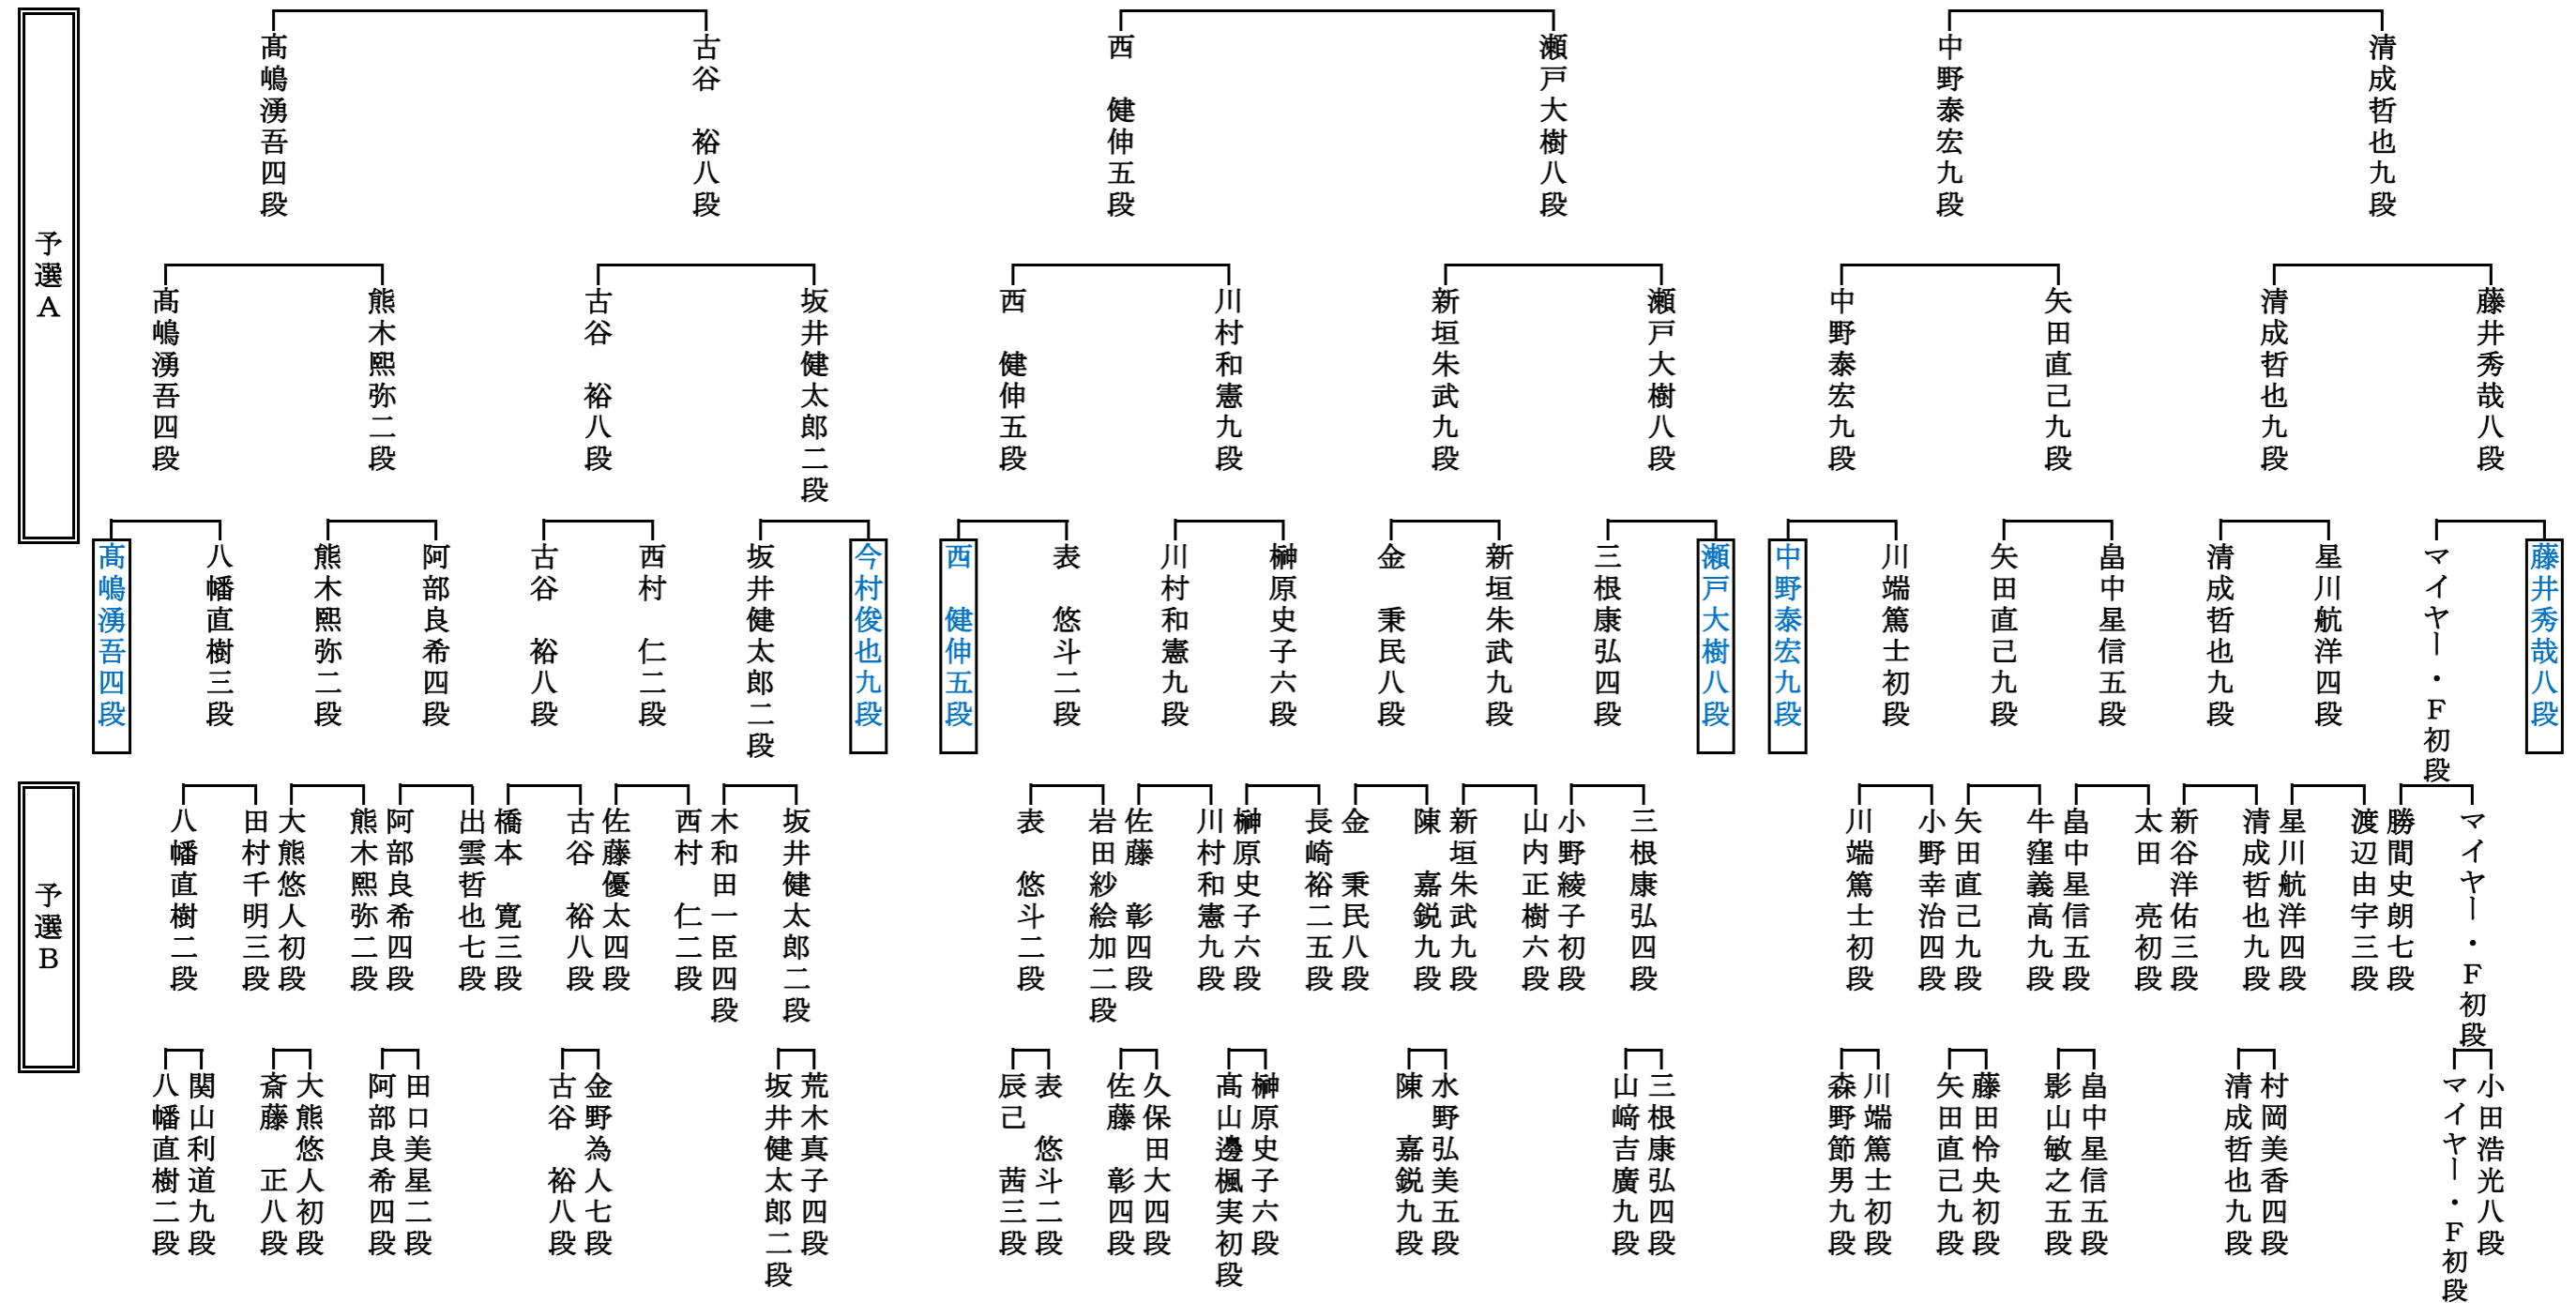 予選A
髙嶋湧吾四段
古谷　裕八段
西　健伸五段
瀬戸大樹八段
中野泰宏九段
清成哲也九段
髙嶋湧吾四段
熊木熙弥二段
古谷　裕八段
坂井健太郎二段
西　健伸五段
川村和憲九段
新垣朱武九段
瀬戸大樹八段
中野泰宏九段
矢田直己九段
清成哲也九段
藤井秀哉八段
髙嶋湧吾四段
八幡直樹三段
熊木熙弥二段
阿部良希四段
古谷　裕八段
西村　仁二段
坂井健太郎二段
今村俊也九段
西　健伸五段
表　悠斗二段
川村和憲九段
榊原史子六段
金　秉民八段
新垣朱武九段
三根康弘四段
瀬戸大樹八段
中野泰宏九段
川端篤士初段
矢田直己九段
畠中星信五段
清成哲也九段
星川航洋四段
マイヤー・F初段
藤井秀哉八段
予選B
八幡直樹二段
田村千明三段
大熊悠人初段
熊木熙弥二段
阿部良希四段
出雲哲也七段
橋本　寛三段
古谷　裕八段
佐藤優太四段
西村　仁二段
木和田一臣四段
坂井健太郎二段
表　悠斗二段
岩田紗絵加二段
佐藤　彰四段
川村和憲九段
榊原史子六段
長崎裕二五段
金　秉民八段
陳　嘉鋭九段
新垣朱武九段
山内正樹六段
小野綾子初段
三根康弘四段
川端篤士初段
小野幸治四段
矢田直己九段
牛窪義高九段
畠中星信五段
太田　亮初段
新谷洋佑三段
清成哲也九段
星川航洋四段
渡辺由宇三段
勝間史朗七段
マイヤー・F初段
八幡直樹二段
関山利道九段
斎藤　正八段
大熊悠人初段
阿部良希四段
田口美星二段
古谷　裕八段
金野為人七段
坂井健太郎二段
荒木真子四段
辰己　茜三段
表　悠斗二段
佐藤　彰四段
久保田大四段
髙山邊楓実初段
榊原史子六段
陳　嘉鋭九段
水野弘美五段
山﨑吉廣九段
三根康弘四段
森野節男九段
川端篤士初段
矢田直己九段
藤田怜央初段
影山敏之五段
畠中星信五段
清成哲也九段
村岡美香四段
マイヤー・F初段
小田浩光八段